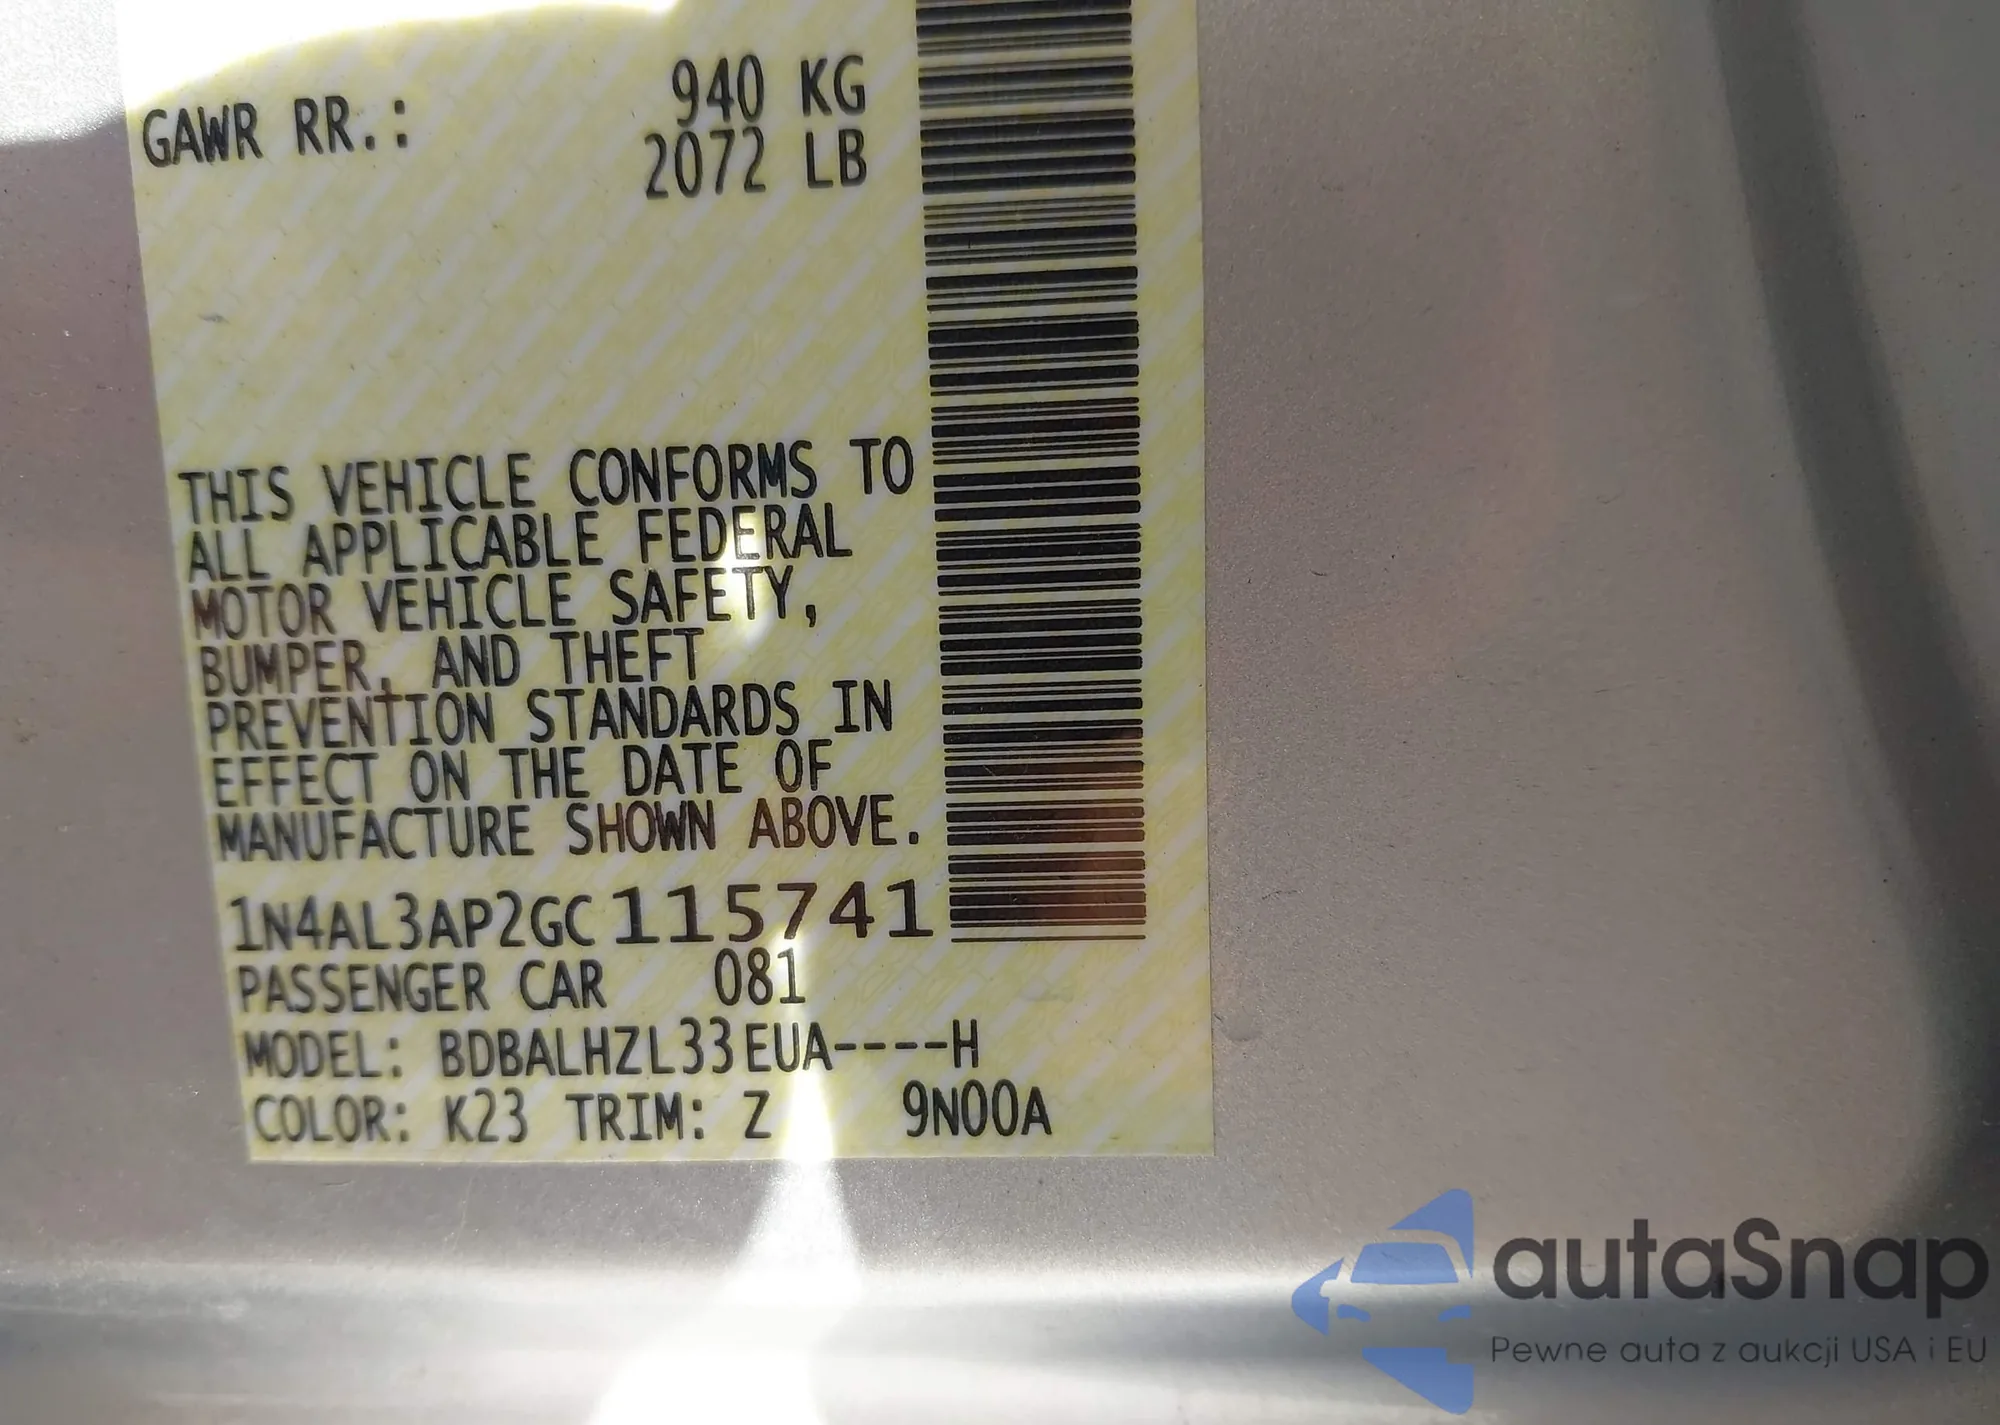 GAWR RR.: 940 KG
2072 LB
THIS VEHICLE CONFORMS TO
ALL APPLICABLE FEDERAL
MOTOR VEHICLE SAFETY,
BUMPER, AND THEFT
PREVENTION STANDARDS IN
EFFECT ON THE DATE OF
MANUFACTURE SHOWN ABOVE.
1N4AL3AP2GC115741
PASSENGER CAR 081
MODEL: BDBALHZL33EUA----H
COLOR: K23 TRIM: Z 9N00A
autaSnap
Pewne auta z aukcji USA i EU